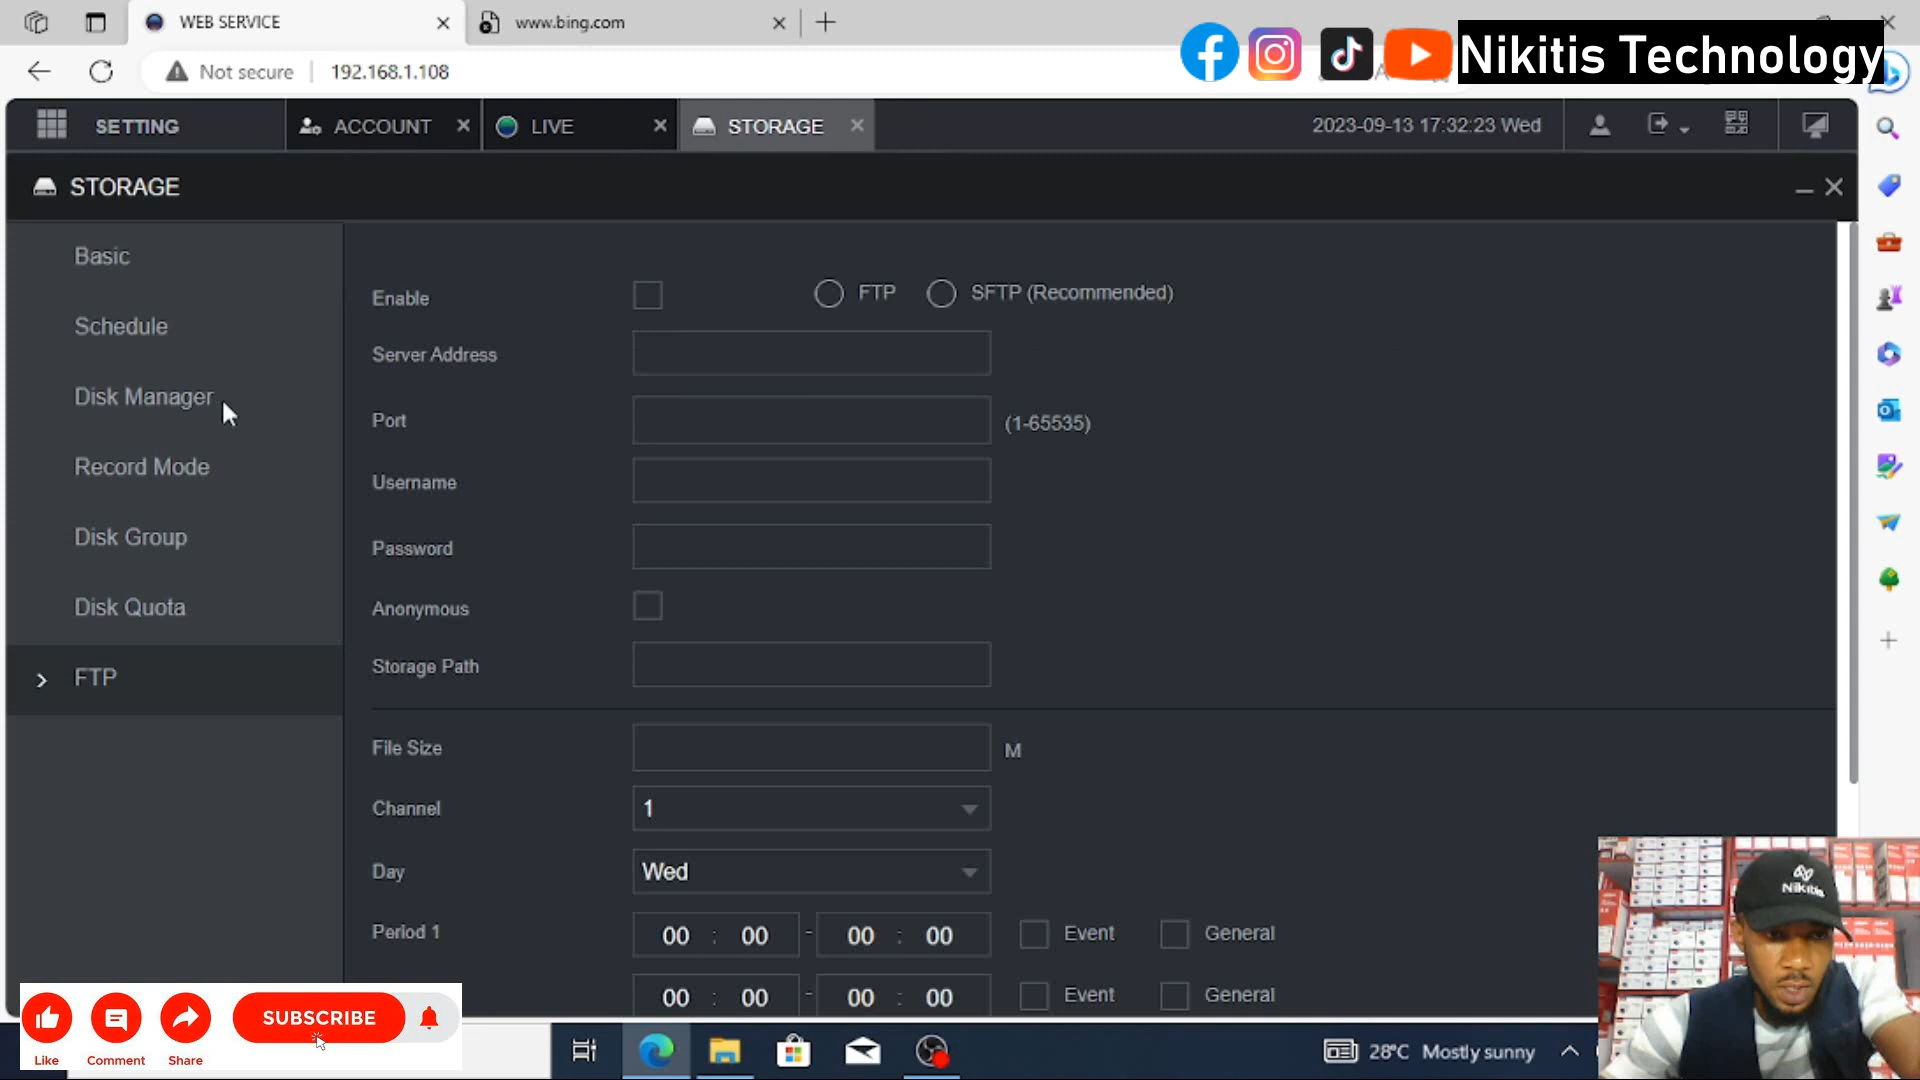 WEB SERVICE
www.bing.com
Not secure
192.168.1.108
Nikitis Technology
SETTING
ACCOUNT
LIVE
STORAGE
2023-09-13 17:32:23 Wed
STORAGE
Basic
Schedule
Disk Manager
Record Mode
Disk Group
Disk Quota
FTP
Enable
FTP
SFTP (Recommended)
Server Address
Port
(1-65535)
Username
Password
Anonymous
Storage Path
File Size
M
Channel
1
Day
Wed
Period 1
00 : 00 - 00 : 00
Event
General
00 : 00 - 00 : 00
Event
General
SUBSCRIBE
Like
Comment
Share
28°C Mostly sunny
Nikitis